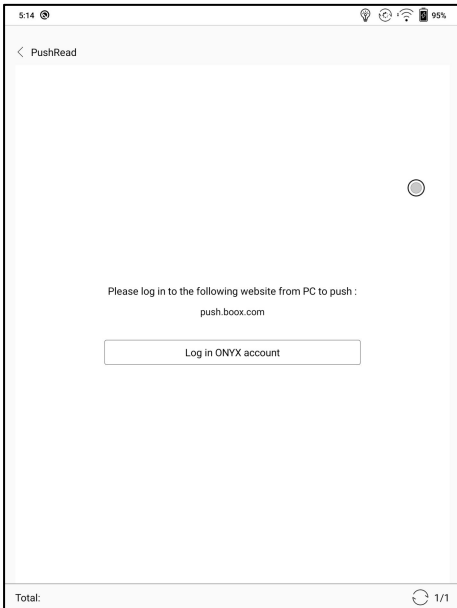 5:14 95%
PushRead
Please log in to the following website from PC to push :
push.boox.com
Log in ONYX account
Total: 1/1